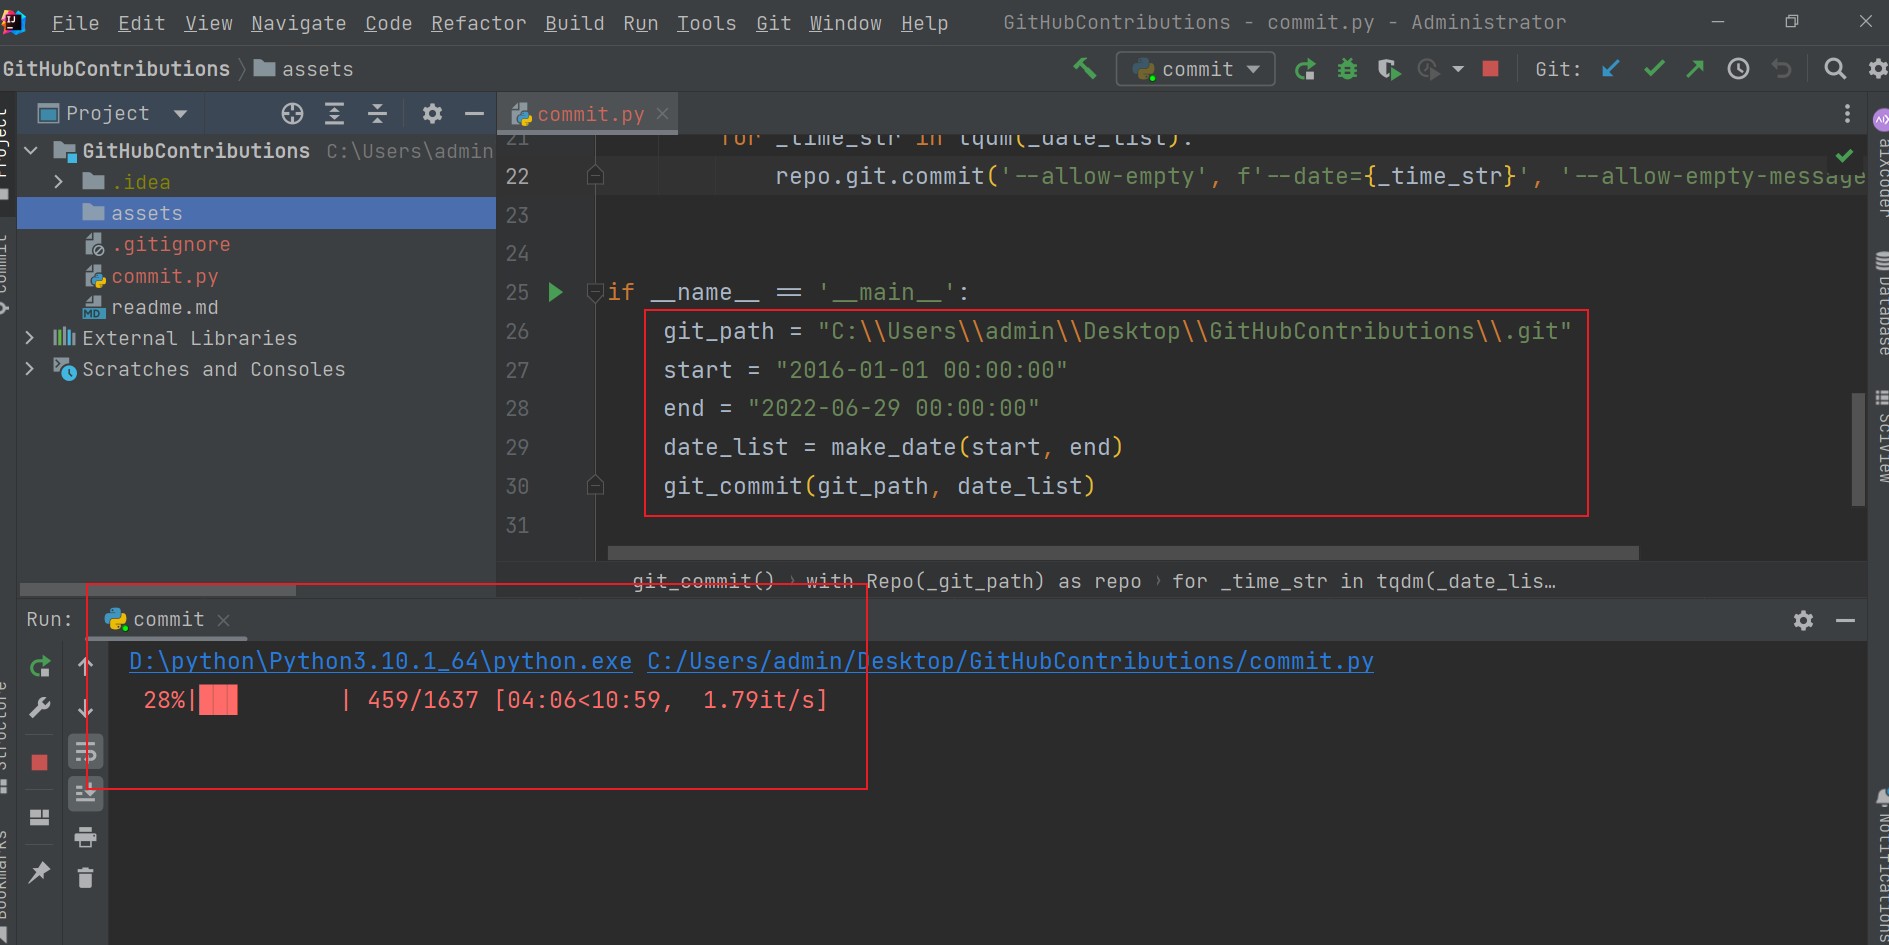 File Edit View Navigate Code Refactor Build Run Tools Git Window Help GitHubContributions - commit.py - Administrator
GitHubContributions assets commit Git:
Project commit.py
GitHubContributions C:\Users\admin
.idea
assets
.gitignore
commit.py
readme.md
External Libraries
Scratches and Consoles
21 for _time_str in tqdm(_date_list):
22 repo.git.commit('--allow-empty', f'--date={_time_str}', '--allow-empty-message
23
24
25 if __name__ == '__main__':
26 git_path = "C:\\Users\\admin\\Desktop\\GitHubContributions\\.git"
27 start = "2016-01-01 00:00:00"
28 end = "2022-06-29 00:00:00"
29 date_list = make_date(start, end)
30 git_commit(git_path, date_list)
31
git_commit() › with Repo(_git_path) as repo › for _time_str in tqdm(_date_lis…
Run: commit
D:\python\Python3.10.1_64\python.exe C:/Users/admin/Desktop/GitHubContributions/commit.py
28%|███ | 459/1637 [04:06<10:59, 1.79it/s]
Project
Commit
Structure
Bookmarks
aiXcoder
Database
SciView
Notifications